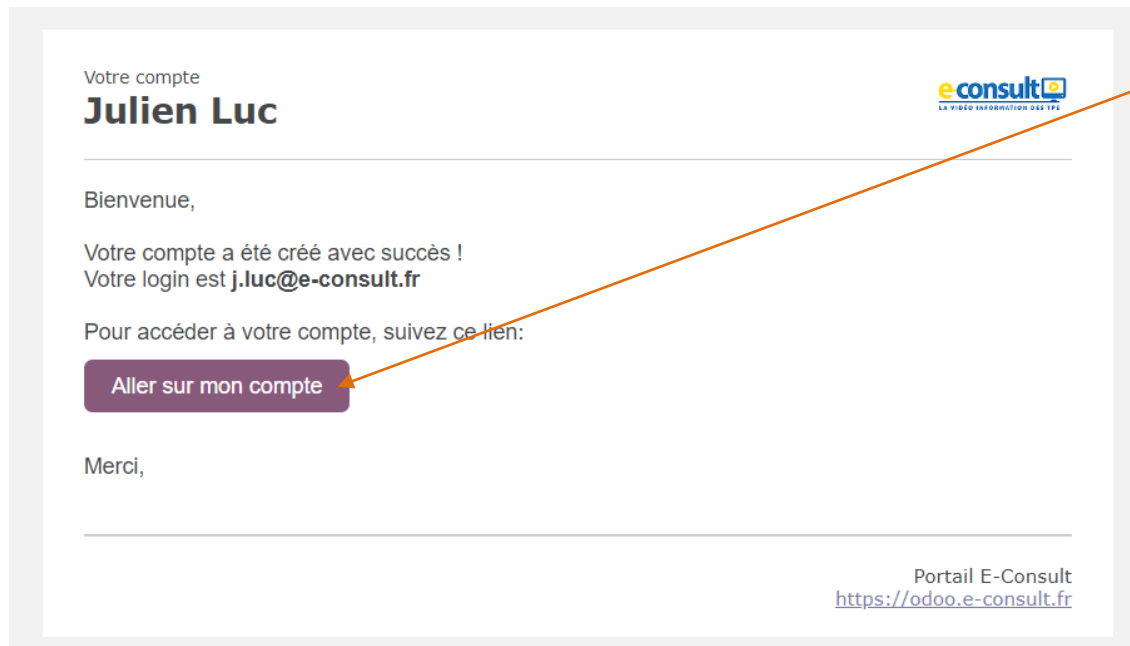 Votre compte
Julien Luc
e-consult
LA VIDÉO INFORMATION DES TPE
Bienvenue,
Votre compte a été créé avec succès !
Votre login est j.luc@e-consult.fr
Pour accéder à votre compte, suivez ce lien:
Aller sur mon compte
Merci,
Portail E-Consult
https://odoo.e-consult.fr